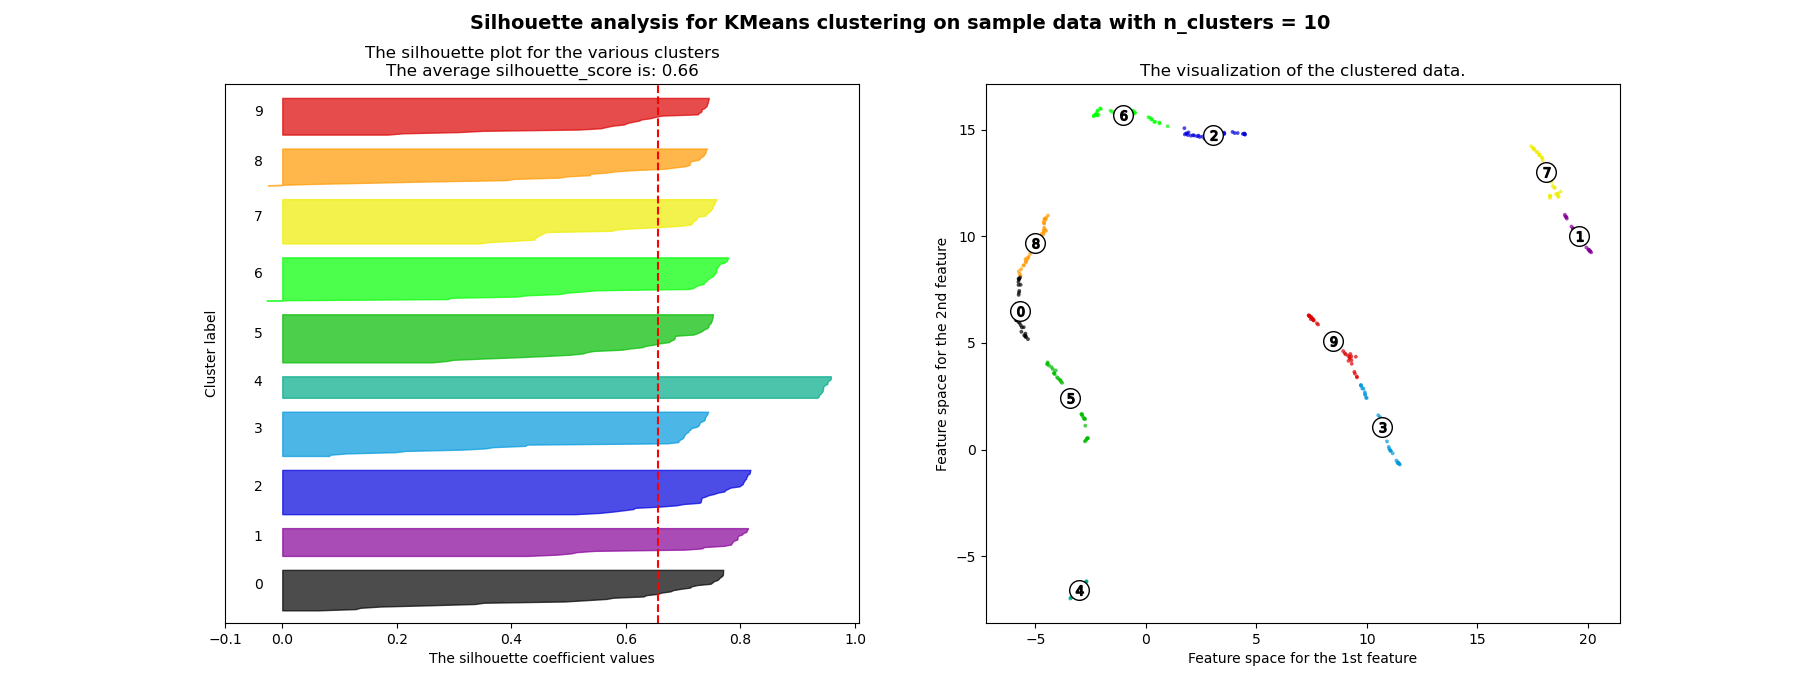 Silhouette analysis for KMeans clustering on sample data with n_clusters = 10
The silhouette plot for the various clusters
The average silhouette_score is: 0.66
9
8
7
6
5
4
3
2
1
0
Cluster label
−0.1 0.0 0.2 0.4 0.6 0.8 1.0
The silhouette coefficient values
The visualization of the clustered data.
15
10
5
0
−5
Feature space for the 2nd feature
6
2
7
1
8
0
9
5
3
4
−5 0 5 10 15 20
Feature space for the 1st feature